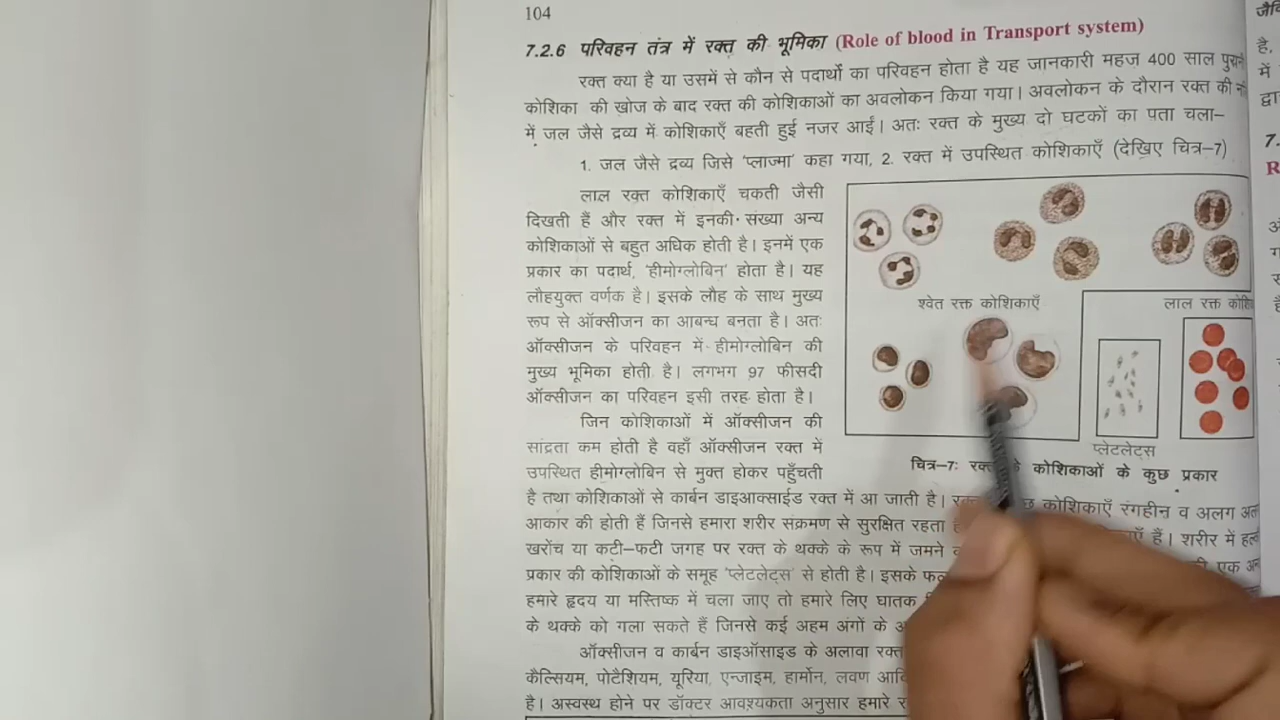 104
7.2.6 परिवहन तंत्र में रक्त की भूमिका (Role of blood in Transport system)
रक्त क्या है या उसमें से कौन से पदार्थों का परिवहन होता है यह जानकारी महज 400 साल पुरानी
कोशिका की खोज के बाद रक्त की कोशिकाओं का अवलोकन किया गया। अवलोकन के दौरान रक्त की
में जल जैसे द्रव्य में कोशिकाएँ बहती हुई नजर आईं। अतः रक्त के मुख्य दो घटकों का पता चला–
1. जल जैसे द्रव्य जिसे 'प्लाज्मा' कहा गया, 2. रक्त में उपस्थित कोशिकाएँ (देखिए चित्र–7)
लाल रक्त कोशिकाएँ चकती जैसी
दिखती हैं और रक्त में इनकी संख्या अन्य
कोशिकाओं से बहुत अधिक होती है। इनमें एक
प्रकार का पदार्थ, 'हीमोग्लोबिन' होता है। यह
लौहयुक्त वर्णक है। इसके लौह के साथ मुख्य
रूप से ऑक्सीजन का आबन्ध बनता है। अतः
ऑक्सीजन के परिवहन में हीमोग्लोबिन की
मुख्य भूमिका होती है। लगभग 97 फीसदी
ऑक्सीजन का परिवहन इसी तरह होता है।
श्वेत रक्त कोशिकाएँ
लाल रक्त
प्लेटलेट्स
चित्र–7: कोशिकाओं के कुछ प्रकार
जिन कोशिकाओं में ऑक्सीजन की
सांद्रता कम होती है वहाँ ऑक्सीजन रक्त में
उपस्थित हीमोग्लोबिन से मुक्त होकर पहुँचती
है तथा कोशिकाओं से कार्बन डाइआक्साईड रक्त में आ जाती है। कोशिकाएँ रंगहीन व अलग
आकार की होती हैं जिनसे हमारा शरीर संक्रमण से सुरक्षित रहता हैं। शरीर में
खरोंच या कटी–फटी जगह पर रक्त के थक्के के रूप में जमने की एक
प्रकार की कोशिकाओं के समूह 'प्लेटलेट्स' से होती है। इसके
हमारे हृदय या मस्तिष्क में चला जाए तो हमारे लिए घातक
के थक्के को गला सकते हैं जिनसे कई अहम अंगों के
ऑक्सीजन व कार्बन डाइऑसाइड के अलावा रक्त
कैल्सियम, पोटैशियम, यूरिया, एन्जाइम, हार्मोन, लवण
है। अस्वस्थ होने पर डॉक्टर आवश्यकता अनुसार हमारे